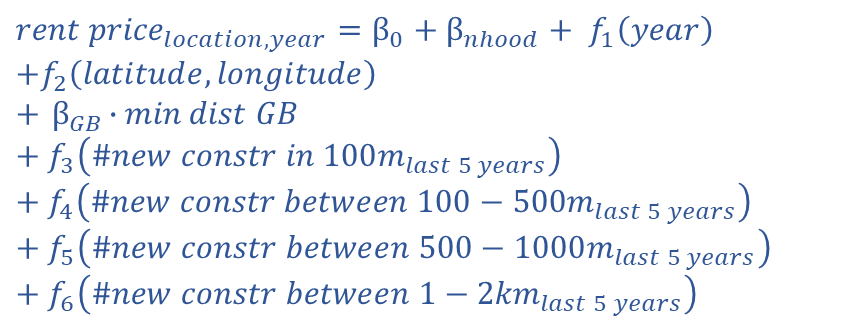 rent price_{location,year} = β_0 + β_{nhood} + f_1(year)
+f_2(latitude, longitude)
+ β_{GB} · min dist GB
+ f_3(#new constr in 100m_{last 5 years})
+ f_4(#new constr between 100 − 500m_{last 5 years})
+ f_5(#new constr between 500 − 1000m_{last 5 years})
+ f_6(#new constr between 1 − 2km_{last 5 years})